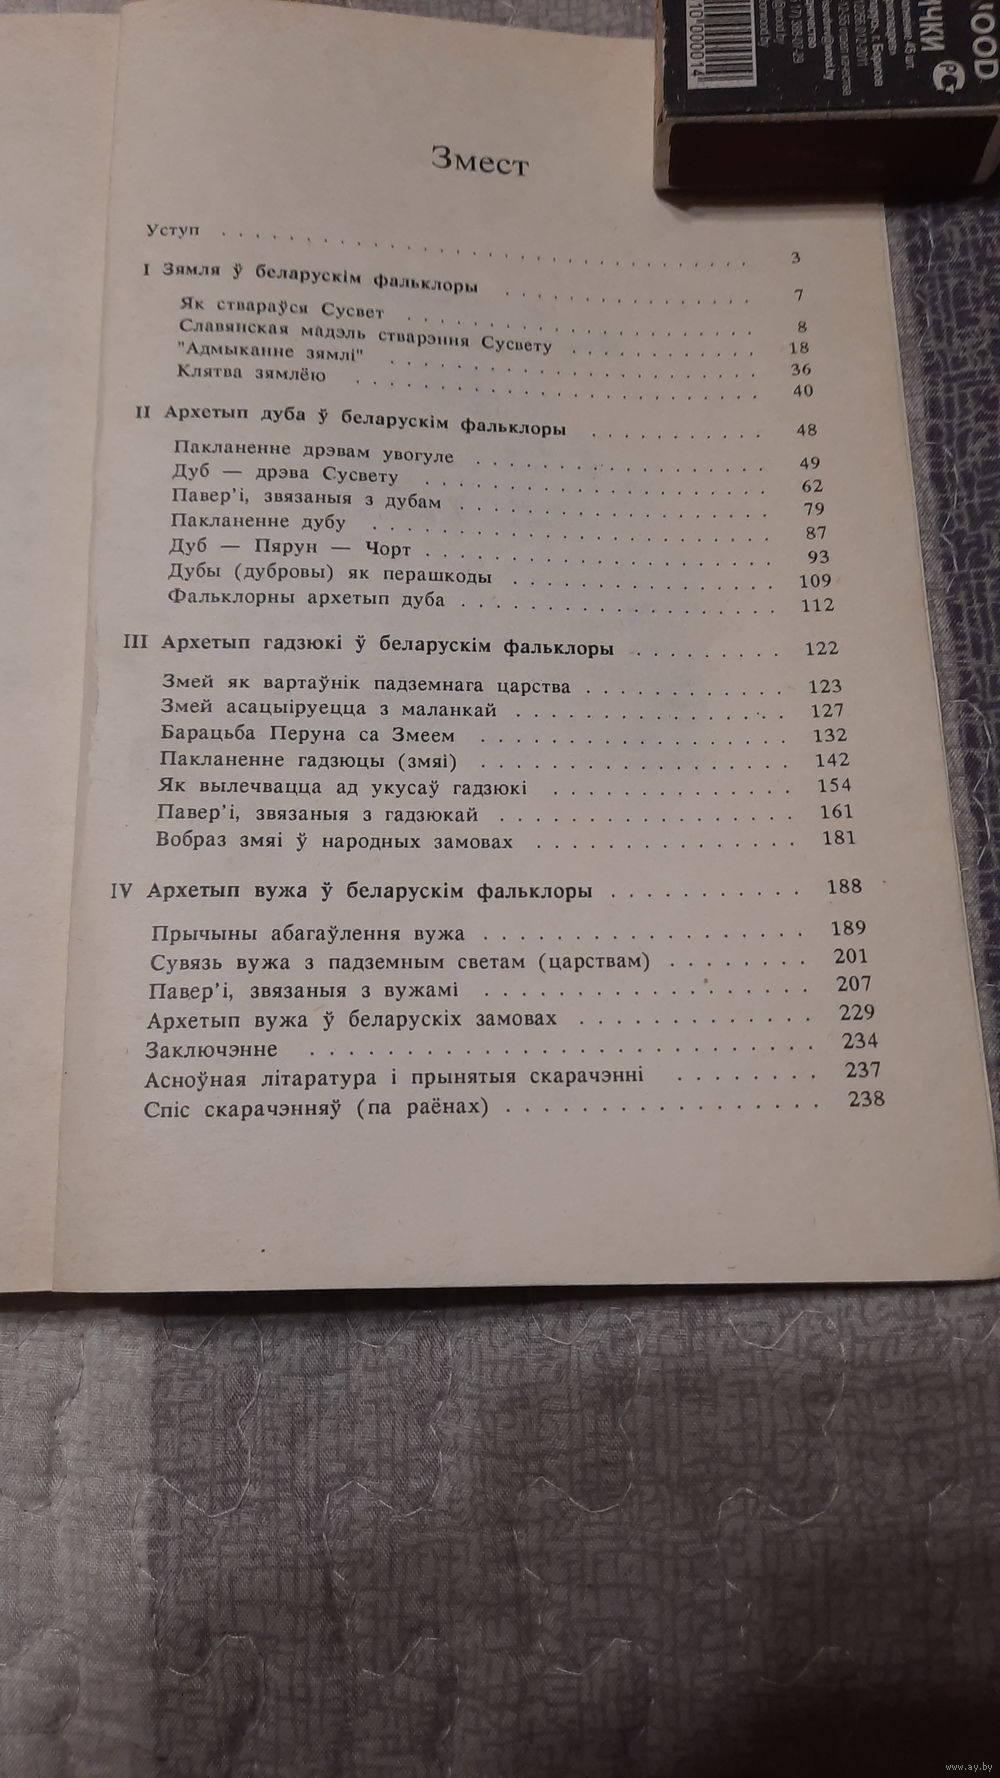 Змест
Уступ . . . . . . . . . . . . . . . . . . . . . . . . 3
I Зямля ў беларускім фальклоры . . . . . . . . . . . 7
Як ствараўся Сусвет . . . . . . . . . . . . . . . . 8
Славянская мадэль стварэння Сусвету . . . . . . . . . 18
"Адмыканне зямлі" . . . . . . . . . . . . . . . . . 36
Клятва зямлёю . . . . . . . . . . . . . . . . . . . 40
II Архетып дуба ў беларускім фальклоры . . . . . . . 48
Пакланенне дрэвам увогуле . . . . . . . . . . . . . 49
Дуб — дрэва Сусвету . . . . . . . . . . . . . . . . 62
Павер’і, звязаныя з дубам . . . . . . . . . . . . . 79
Пакланенне дубу . . . . . . . . . . . . . . . . . . 87
Дуб — Пярун — Чорт . . . . . . . . . . . . . . . . 93
Дубы (дубровы) як перашкоды . . . . . . . . . . . . 109
Фальклорны архетып дуба . . . . . . . . . . . . . . 112
III Архетып гадзюкі ў беларускім фальклоры . . . . . . . . 122
Змей як вартаўнік падземнага царства . . . . . . . . . 123
Змей асацыіруецца з маланкай . . . . . . . . . . . . 127
Барацьба Перуна са Змеем . . . . . . . . . . . . . . 132
Пакланенне гадзюцы (змяі) . . . . . . . . . . . . . 142
Як вылечвацца ад укусаў гадзюкі . . . . . . . . . . 154
Павер’і, звязаныя з гадзюкай . . . . . . . . . . . . 161
Вобраз змяі ў народных замовах . . . . . . . . . . . 181
IV Архетып вужа ў беларускім фальклоры . . . . . . . . 188
Прычыны абагаўлення вужа . . . . . . . . . . . . . . 189
Сувязь вужа з падземным светам (царствам) . . . . . . . 201
Павер’і, звязаныя з вужамі . . . . . . . . . . . . . 207
Архетып вужа ў беларускіх замовах . . . . . . . . . . 229
Заключэнне . . . . . . . . . . . . . . . . . . . . . 234
Асноўная літаратура і прынятыя скарачэнні . . . . . . . 237
Спіс скарачэнняў (па раёнах) . . . . . . . . . . . . 238
www.ay.by